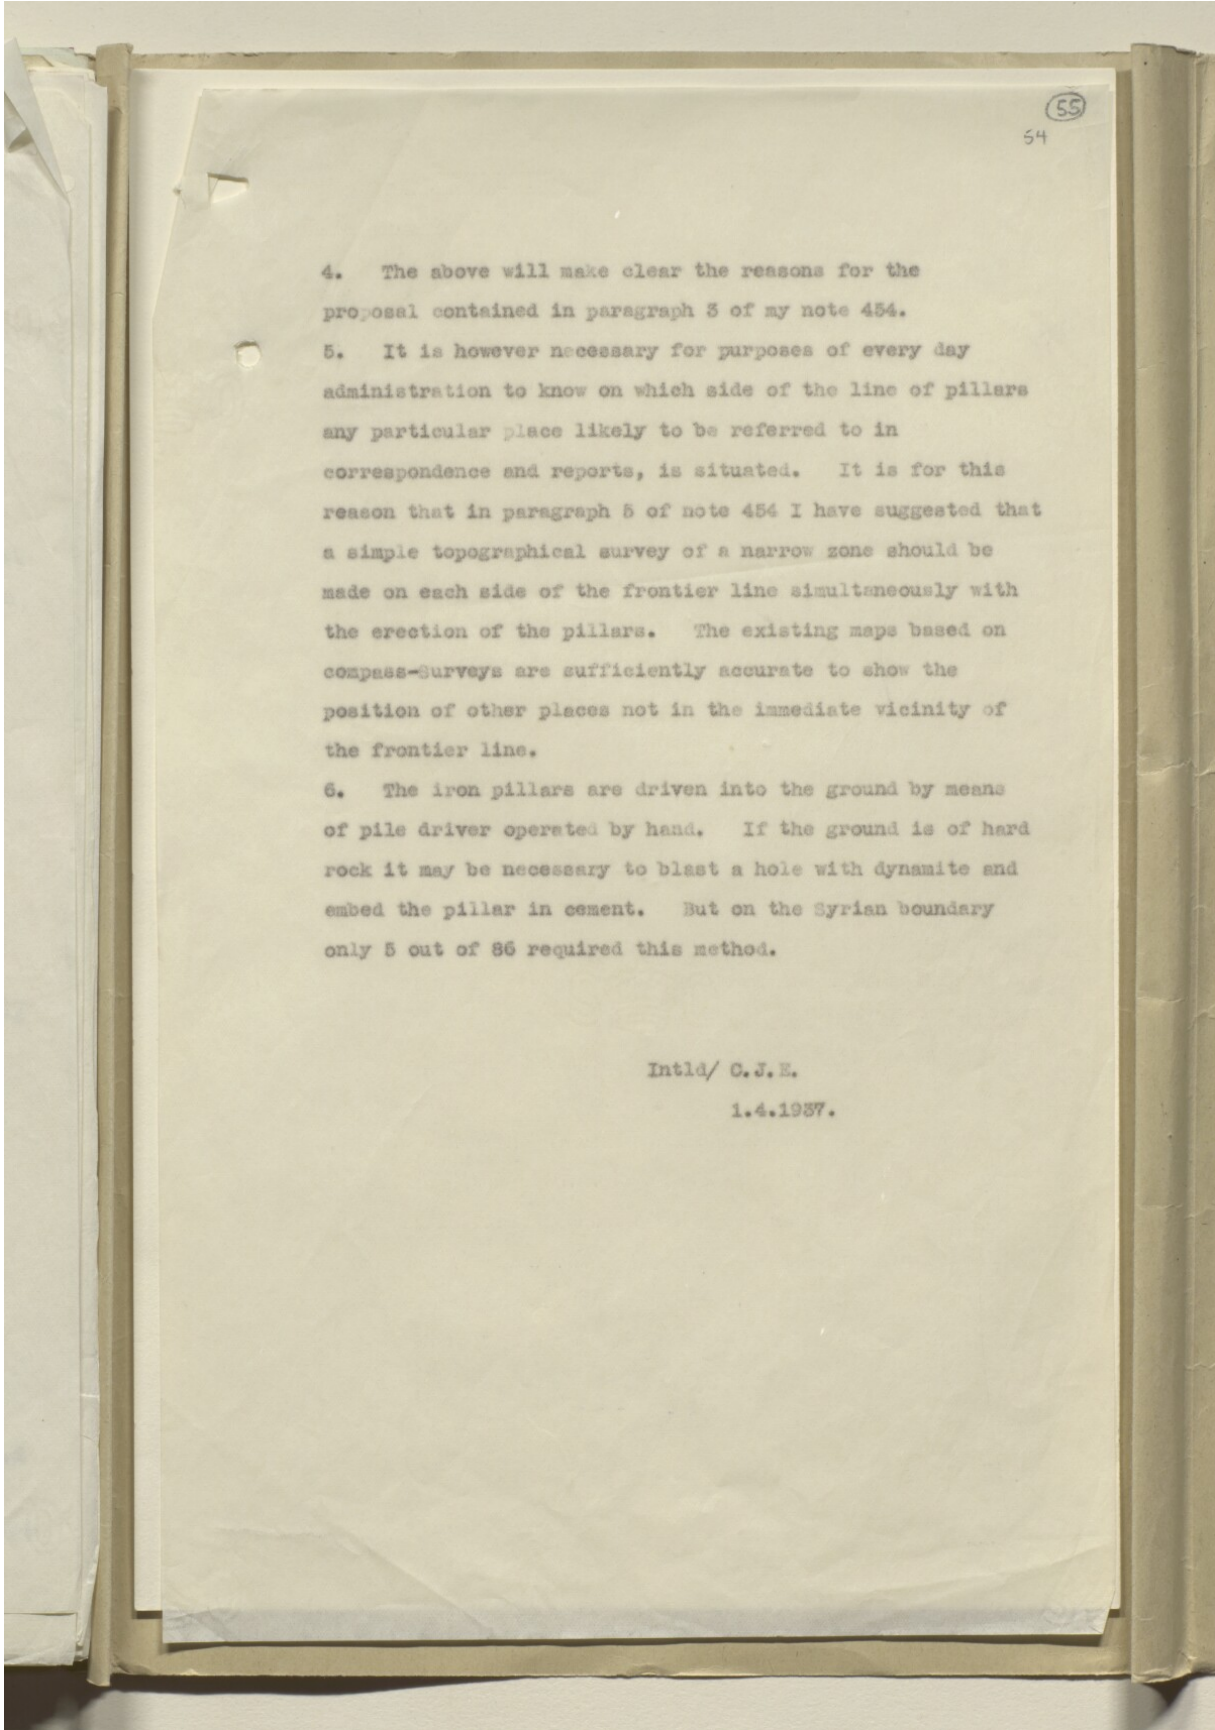 55
54
4. The above will make clear the reasons for the
proposal contained in paragraph 3 of my note 454.
5. It is however necessary for purposes of every day
administration to know on which side of the line of pillars
any particular place likely to be referred to in
correspondence and reports, is situated. It is for this
reason that in paragraph 5 of note 454 I have suggested that
a simple topographical survey of a narrow zone should be
made on each side of the frontier line simultaneously with
the erection of the pillars. The existing maps based on
compass-Surveys are sufficiently accurate to show the
position of other places not in the immediate vicinity of
the frontier line.
6. The iron pillars are driven into the ground by means
of pile driver operated by hand. If the ground is of hard
rock it may be necessary to blast a hole with dynamite and
embed the pillar in cement. But on the Syrian boundary
only 5 out of 86 required this method.
Intld/ C.J.E.
1.4.1937.